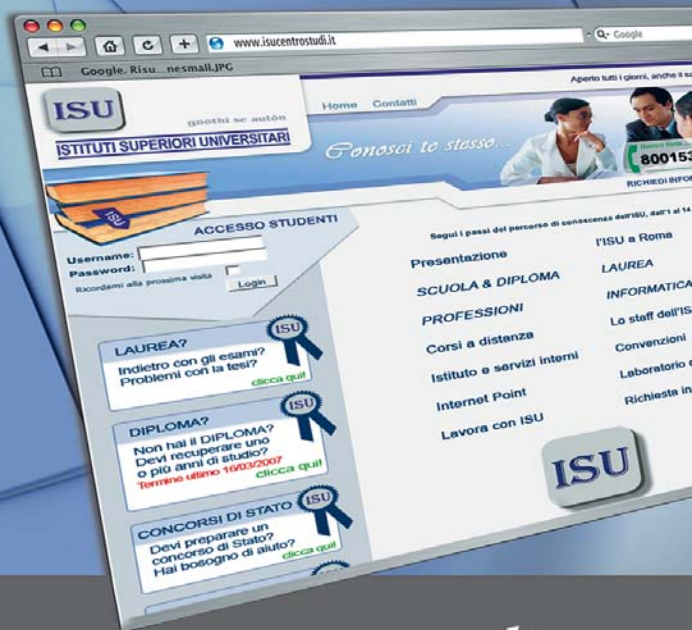 www.isucentrostudi.it
Google
Google. Risu...nesmall.JPG
Aperto tutti i giorni, anche il
ISU
gnothi se autón
ISTITUTI SUPERIORI UNIVERSITARI
Home Contatti
Conosci te stesso...
Numero Verde
800153
RICHIEDI
ISU
ACCESSO STUDENTI
Username:
Password:
Ricordami alla prossima visita
Login
Segui i passi del percorso di conoscenza dell'ISU, dall'1 al 14
Presentazione
SCUOLA & DIPLOMA
PROFESSIONI
Corsi a distanza
Istituto e servizi interni
Internet Point
Lavora con ISU
l'ISU a Roma
LAUREA
INFORMATICA
Lo staff dell'IS
Convenzioni
Laboratorio
Richiesta in
ISU
LAUREA?
Indietro con gli esami?
Problemi con la tesi?
clicca qui!
ISU
DIPLOMA?
Non hai il DIPLOMA?
Devi recuperare uno
o più anni di studio?
Termine ultimo 16/03/2007
clicca qui!
ISU
CONCORSI DI STATO
Devi preparare un
concorso di Stato?
Hai bosogno di aiuto?
clicca qui!
ISU